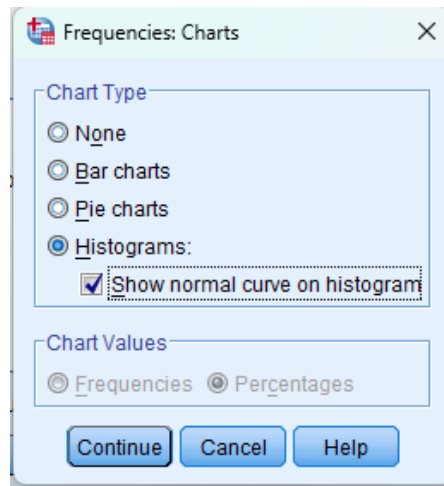 Frequencies: Charts
Chart Type
None
Bar charts
Pie charts
Histograms:
Show normal curve on histogram
Chart Values
Frequencies Percentages
Continue Cancel Help